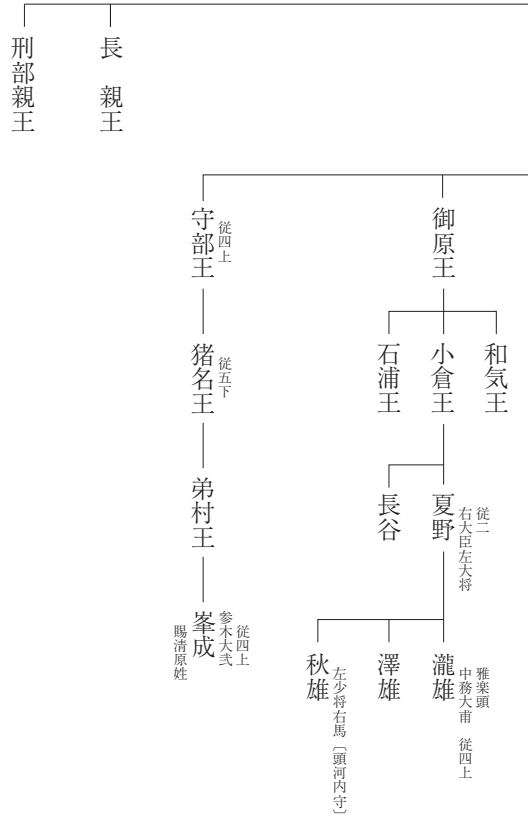 長　親王
刑部親王
御原王
和気王
小倉王
石浦王
夏野
従二
右大臣左大将
長谷
瀧雄
雅楽頭
中務大甫　従四上
澤雄
秋雄
左少将右馬〔頭河内守〕
守部王
従四上
猪名王
従五下
弟村王
峯成
従四上
参木大弐
賜清原姓